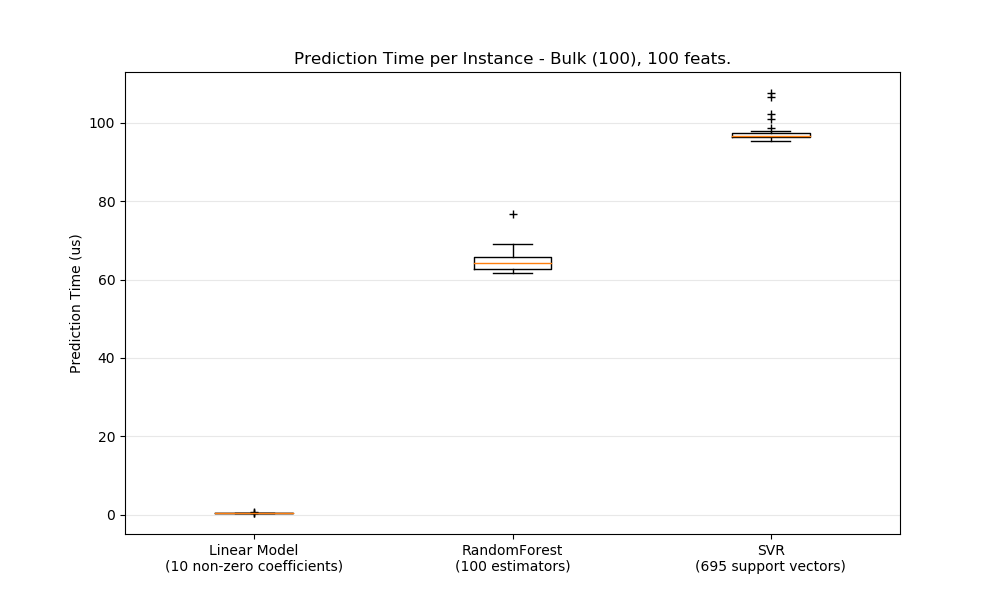 Prediction Time per Instance - Bulk (100), 100 feats.
Prediction Time (us)
100
80
60
40
20
0
Linear Model
(10 non-zero coefficients)
RandomForest
(100 estimators)
SVR
(695 support vectors)